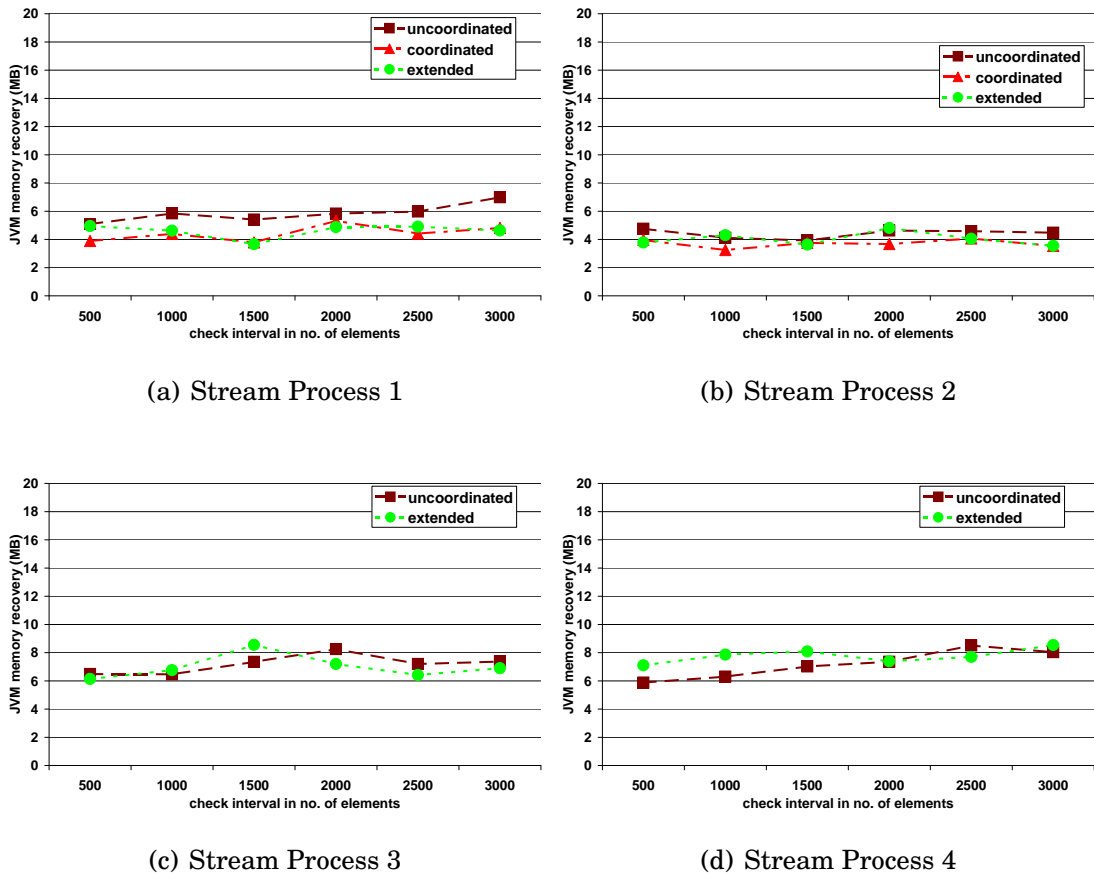 uncoordinated
coordinated
extended
JVM memory recovery (MB)
20
18
16
14
12
10
8
6
4
2
0
500 1000 1500 2000 2500 3000
check interval in no. of elements
(a) Stream Process 1
uncoordinated
coordinated
extended
JVM memory recovery (MB)
20
18
16
14
12
10
8
6
4
2
0
500 1000 1500 2000 2500 3000
check interval in no. of elements
(b) Stream Process 2
uncoordinated
extended
JVM memory recovery (MB)
20
18
16
14
12
10
8
6
4
2
0
500 1000 1500 2000 2500 3000
check interval in no. of elements
(c) Stream Process 3
uncoordinated
extended
JVM memory recovery (MB)
20
18
16
14
12
10
8
6
4
2
0
500 1000 1500 2000 2500 3000
check interval in no. of elements
(d) Stream Process 4